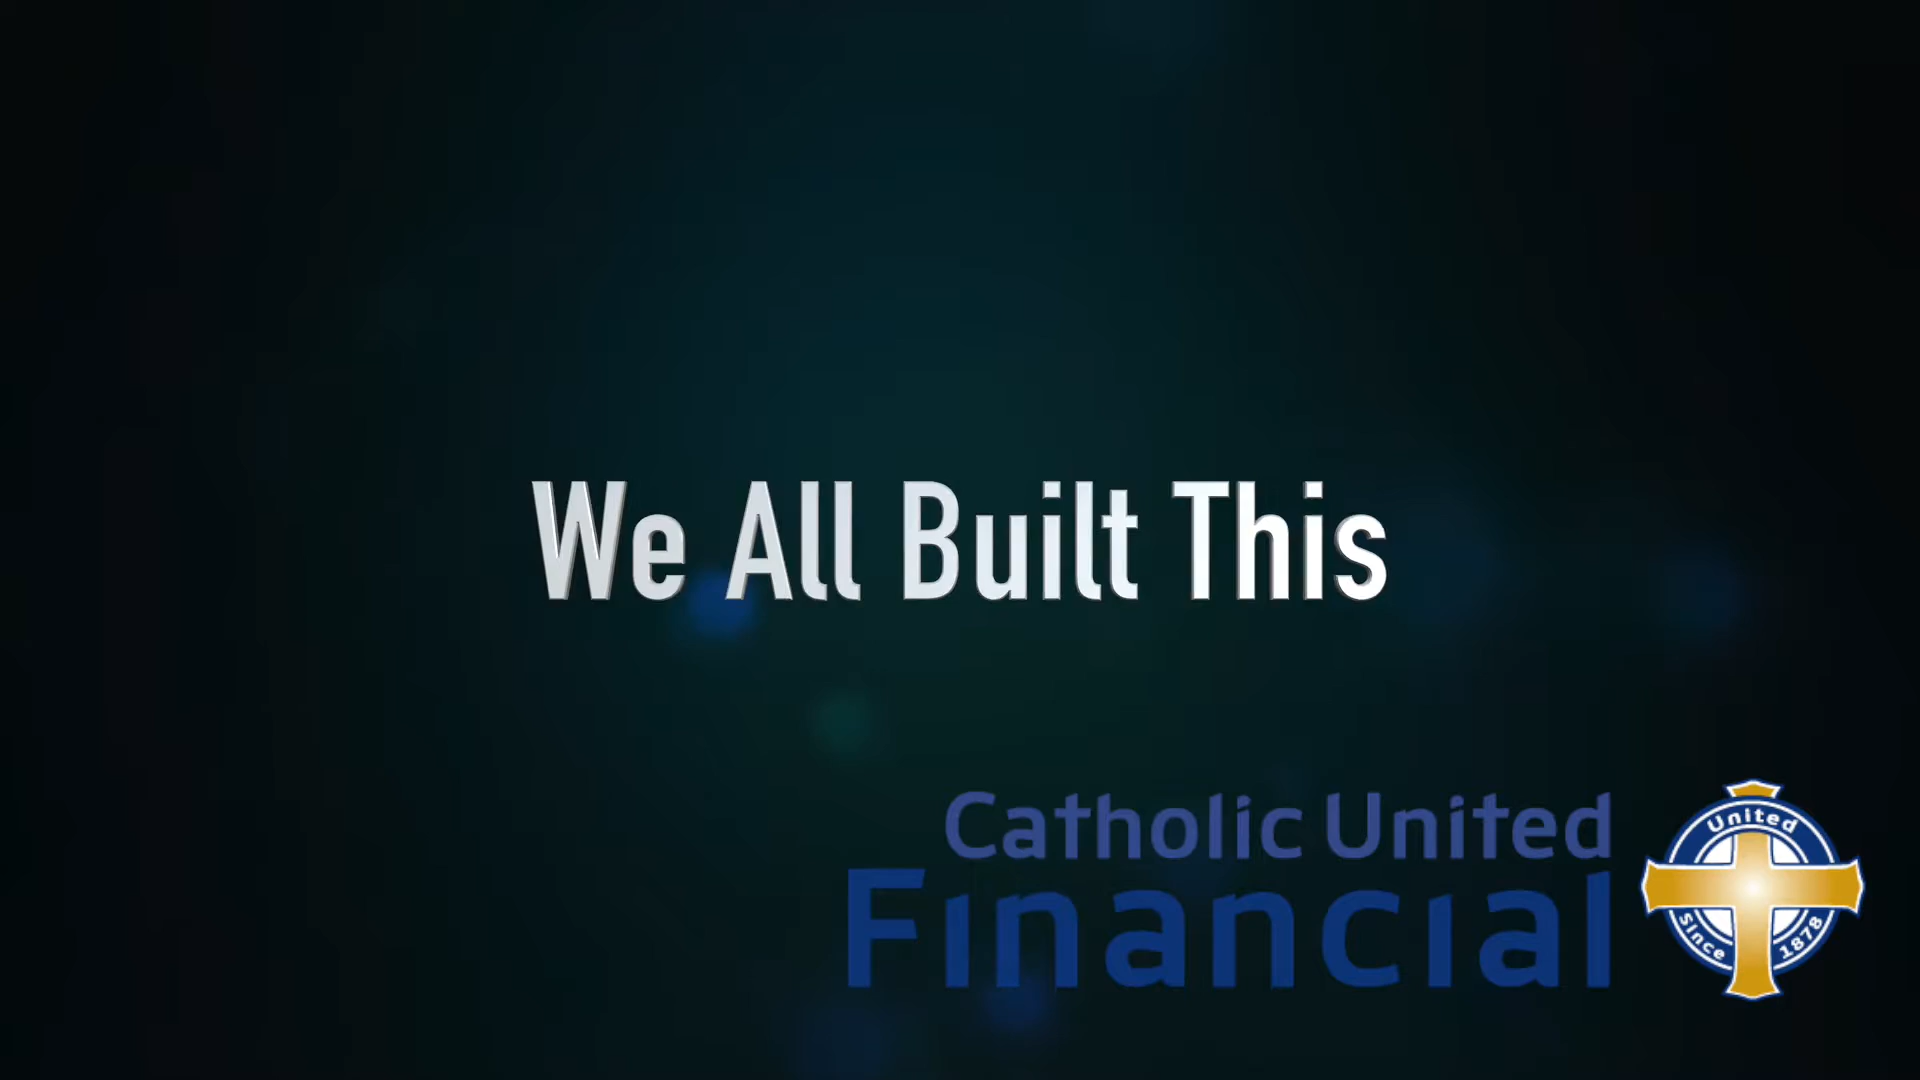 We All Built This
Catholic United
Financial
United
Since 1878